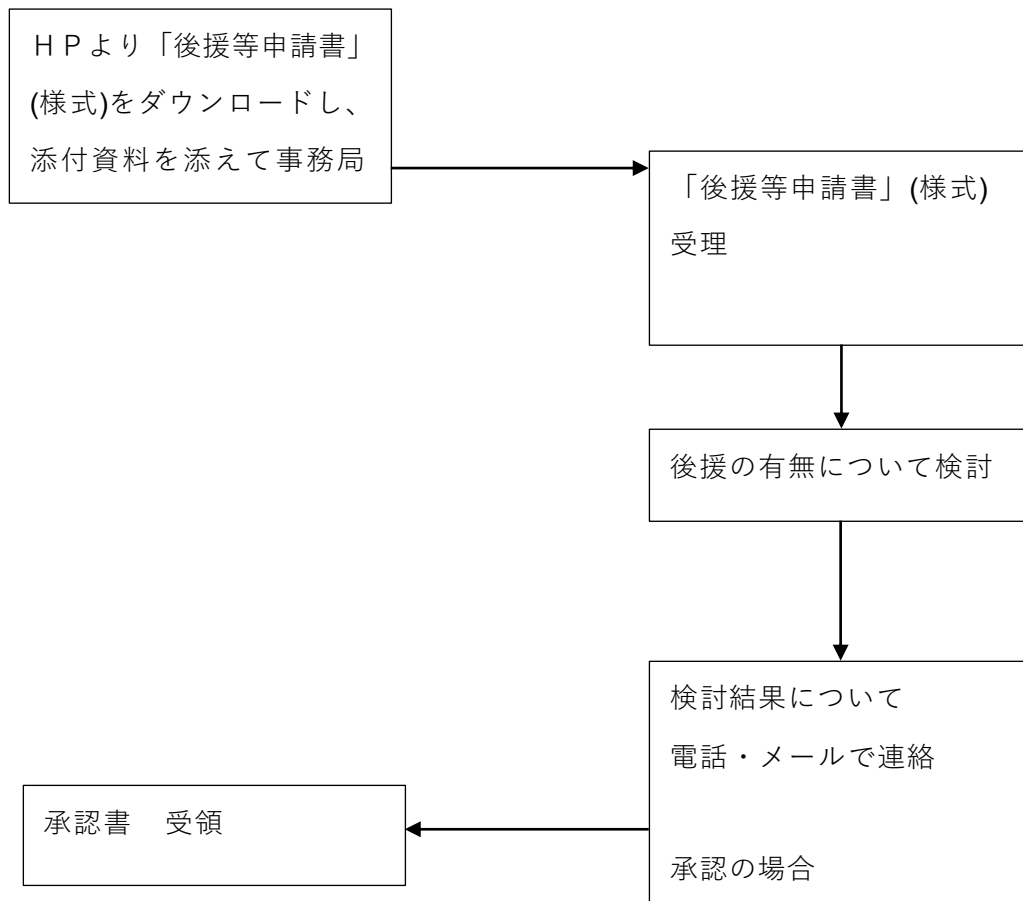 ＨＰより「後援等申請書」
(様式)をダウンロードし、
添付資料を添えて事務局
「後援等申請書」(様式)
受理
後援の有無について検討
検討結果について
電話・メールで連絡
承認の場合
承認書　受領